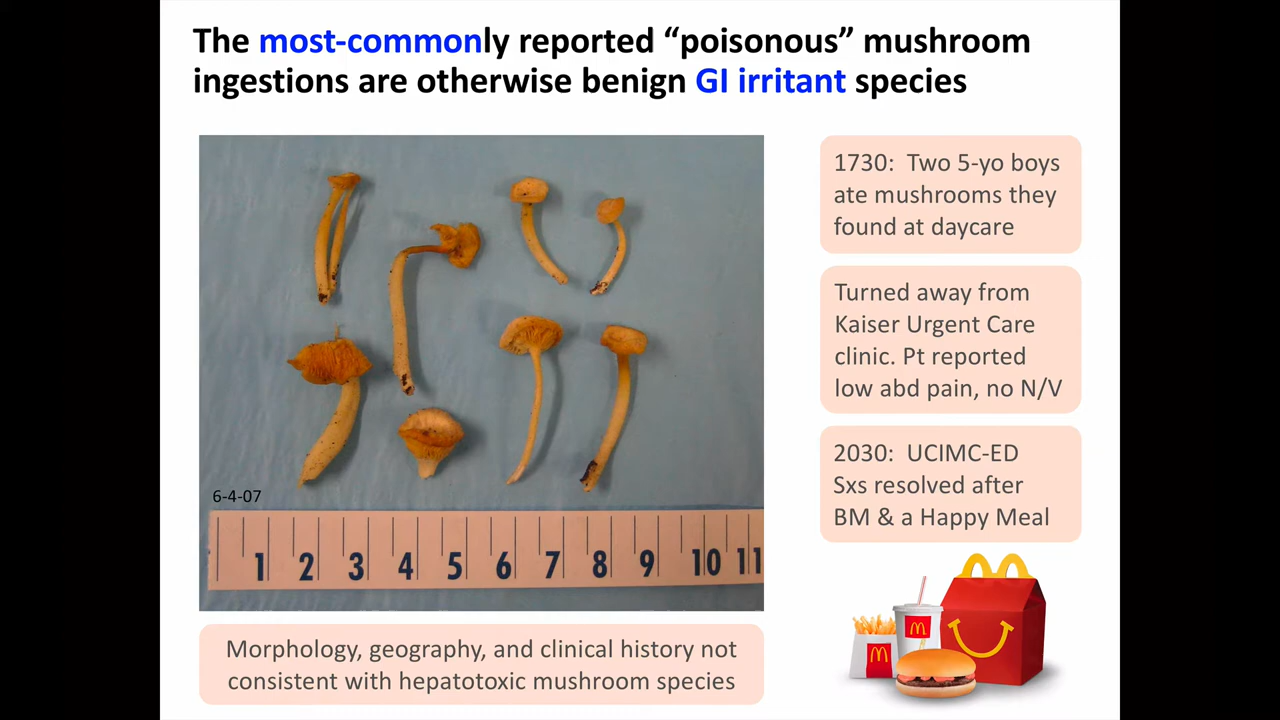 The most-commonly reported “poisonous” mushroom
ingestions are otherwise benign GI irritant species
1730: Two 5-yo boys
ate mushrooms they
found at daycare
Turned away from
Kaiser Urgent Care
clinic. Pt reported
low abd pain, no N/V
2030: UCIMC-ED
Sxs resolved after
BM & a Happy Meal
6-4-07
1 2 3 4 5 6 7 8 9 10 11
Morphology, geography, and clinical history not
consistent with hepatotoxic mushroom species